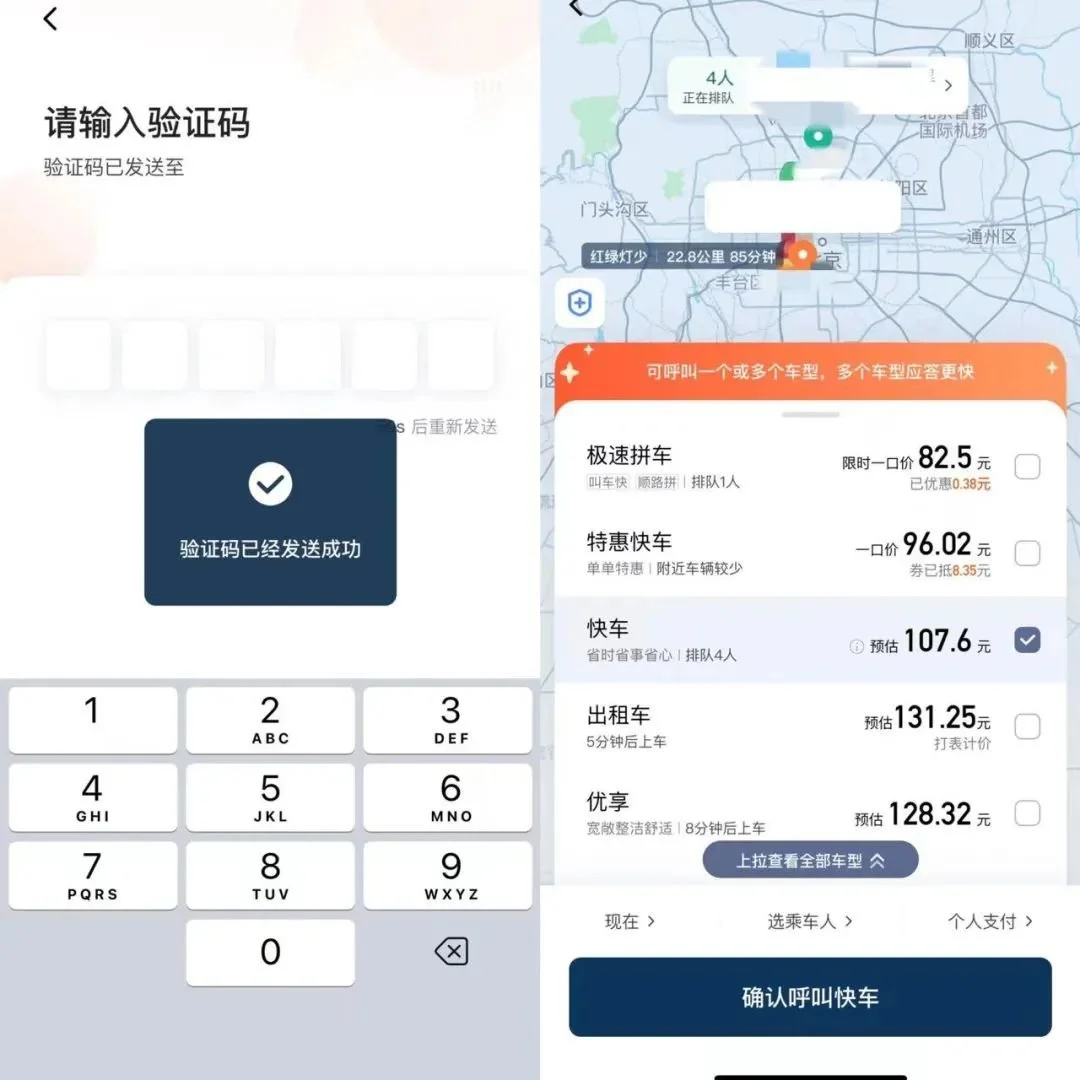 请输入验证码
验证码已发送至
s 后重新发送
验证码已经发送成功
1
2
ABC
3
DEF
4
GHI
5
JKL
6
MNO
7
PQRS
8
TUV
9
WXYZ
0
顺义区
4人
正在排队
北京首都
国际机场
阳区
门头沟区
通州区
红绿灯少 22.8公里 85分钟
京
丰台区
可呼叫一个或多个车型，多个车型应答更快
极速拼车
限时一口价 82.5 元
叫车快 顺路拼 | 排队1人
已优惠0.38元
特惠快车
一口价 96.02 元
单单特惠 | 附近车辆较少
券已抵8.35元
快车
预估 107.6 元
省时省事省心 | 排队4人
出租车
预估131.25元
5分钟后上车
打表计价
优享
预估 128.32 元
宽敞整洁舒适 | 8分钟后上车
上拉查看全部车型
现在
选乘车人
个人支付
确认呼叫快车